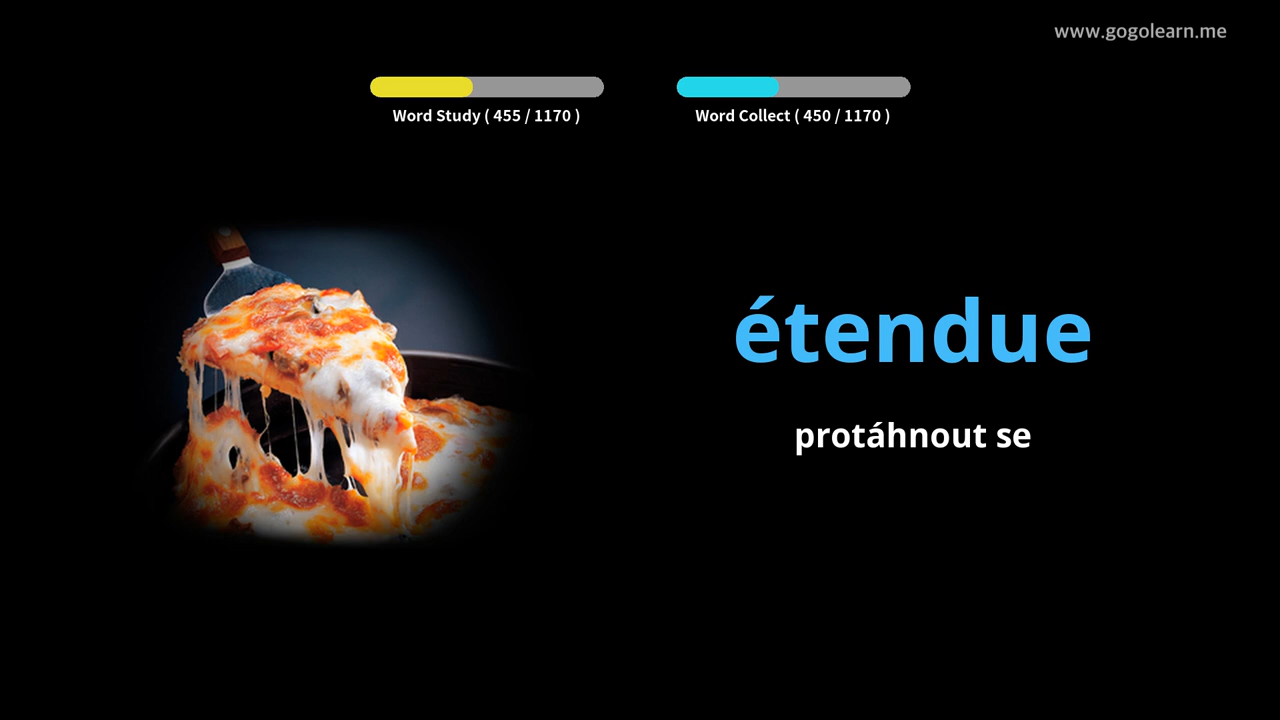 www.gogolearn.me
Word Study ( 455 / 1170 )
Word Collect ( 450 / 1170 )
étendue
protáhnout se